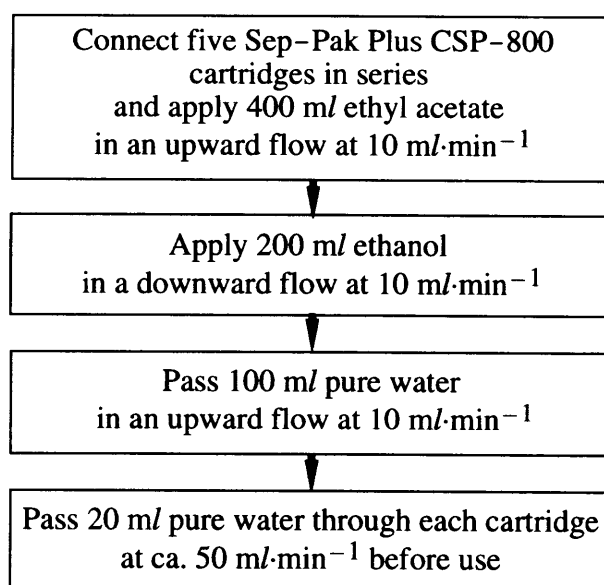 Connect five Sep-Pak Plus CSP-800
cartridges in series
and apply 400 ml ethyl acetate
in an upward flow at 10 ml·min⁻¹
Apply 200 ml ethanol
in a downward flow at 10 ml·min⁻¹
Pass 100 ml pure water
in an upward flow at 10 ml·min⁻¹
Pass 20 ml pure water through each cartridge
at ca. 50 ml·min⁻¹ before use